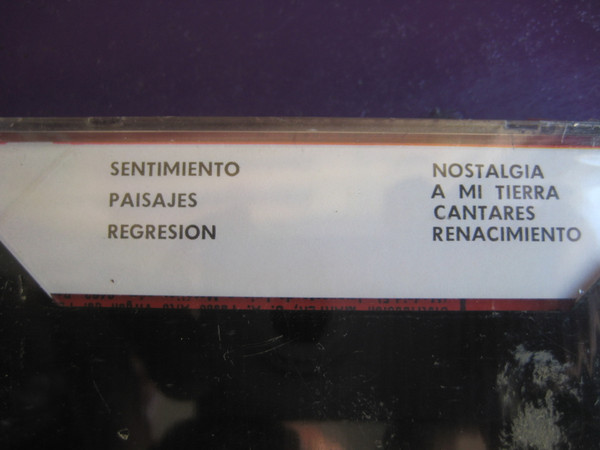 SENTIMIENTO
PAISAJES
REGRESION
NOSTALGIA
A MI TIERRA
CANTARES
RENACIMIENTO